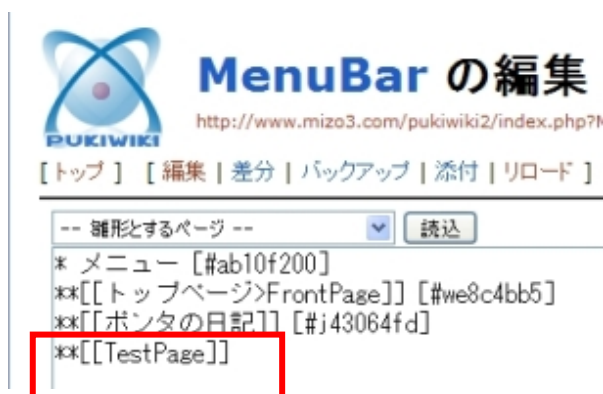 MenuBar の編集
http://www.mizo3.com/pukiwiki2/index.php?M
PUKIWIKI
[ トップ ] [ 編集 | 差分 | バックアップ | 添付 | リロード ]
-- 雛形とするページ -- 読込
* メニュー [#ab10f200]
**[[トップページ>FrontPage]] [#we8c4bb5]
**[[ポンタの日記]] [#j43064fd]
**[[TestPage]]